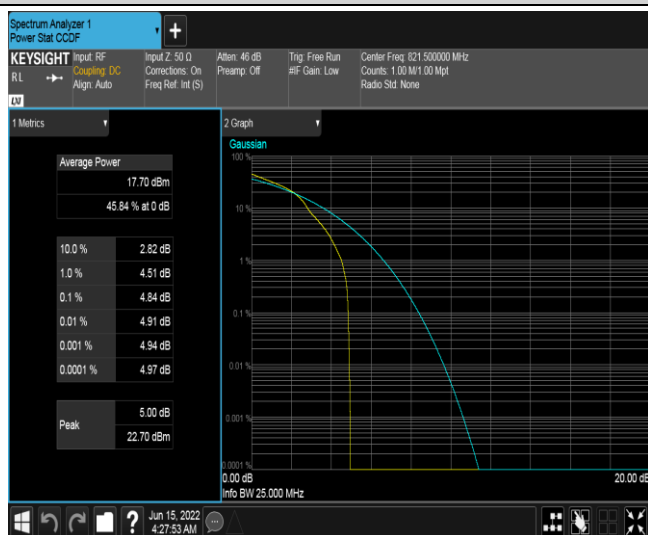 Spectrum Analyzer 1
Power Stat CCDF
+
KEYSIGHT
RL
LXI
Input: RF
Coupling: DC
Align: Auto
Input Z: 50 Ω
Corrections: On
Freq Ref: Int (S)
Atten: 46 dB
Preamp: Off
Trig: Free Run
#IF Gain: Low
Center Freq: 821.500000 MHz
Counts: 1.00 M/1.00 Mpt
Radio Std: None
1 Metrics
Average Power
17.70 dBm
45.84 % at 0 dB
10.0 % 2.82 dB
1.0 % 4.51 dB
0.1 % 4.84 dB
0.01 % 4.91 dB
0.001 % 4.94 dB
0.0001 % 4.97 dB
Peak
5.00 dB
22.70 dBm
2 Graph
Gaussian
100 %
10 %
1 %
0.1 %
0.01 %
0.001 %
0.0001 %
0.00 dB 20.00 dB
Info BW 25.000 MHz
?
Jun 15, 2022
4:27:53 AM